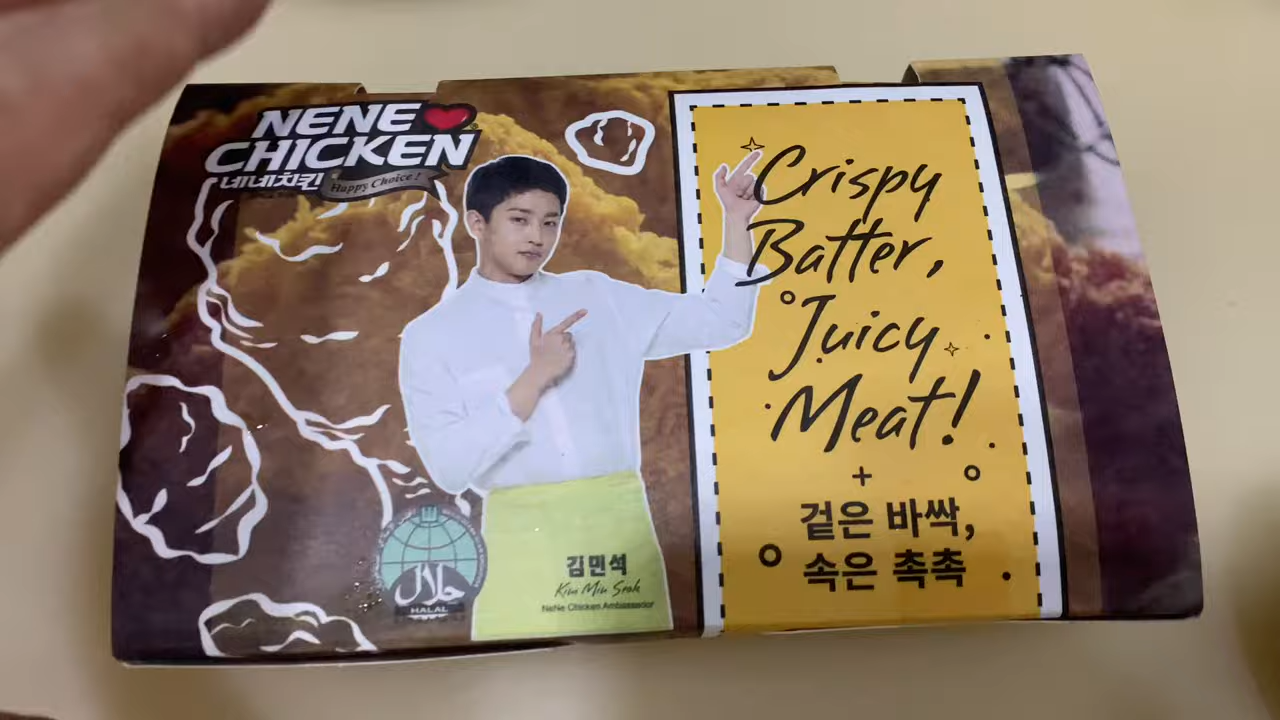 NENE
CHICKEN
네네치킨
Happy Choice!
Crispy
Batter,
Juicy
Meat!
+
겉은 바싹,
속은 촉촉
김민석
Kim Min Seok
NeNe Chicken Ambassador
حلال
HALAL